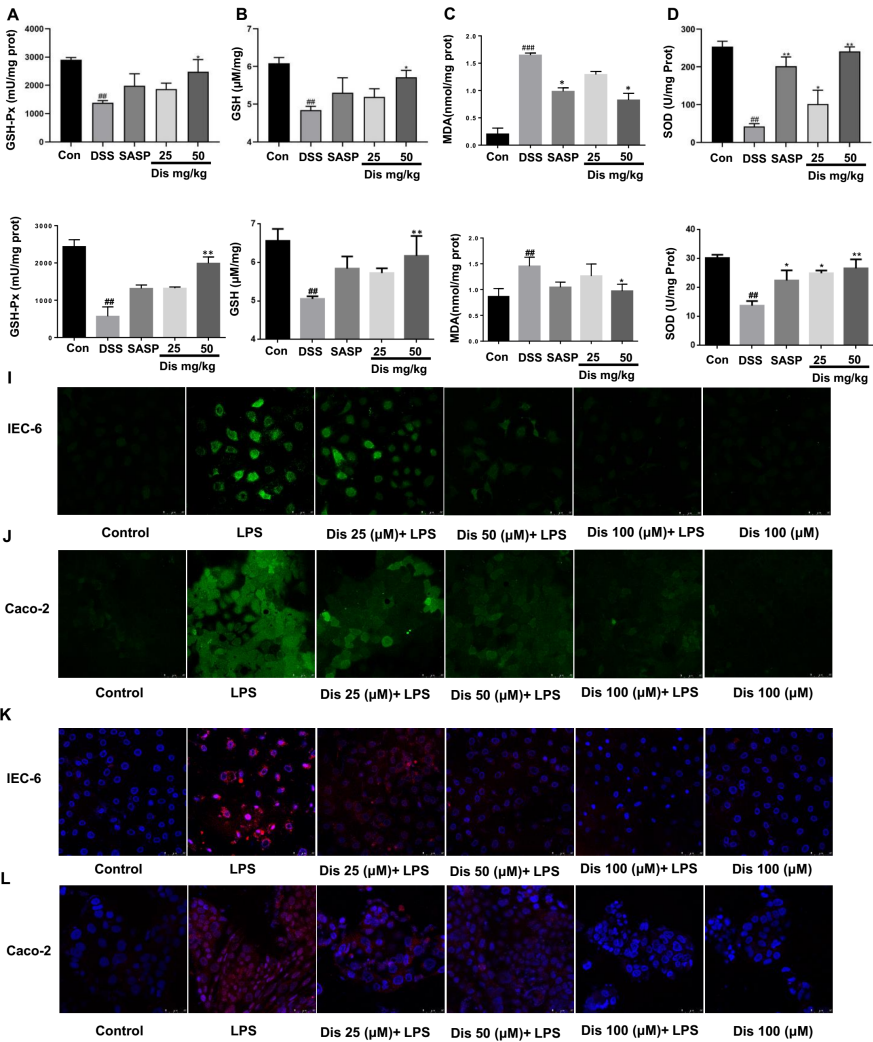 A
B
C
D
GSH-Px (mU/mg prot)
4000
3000
2000
1000
0
##
*
Con DSS SASP 25 50
Dis mg/kg
GSH (μM/mg)
7
6
5
4
##
*
Con DSS SASP 25 50
Dis mg/kg
MDA(nmol/mg prot)
2.0
1.5
1.0
0.5
0.0
###
*
*
Con DSS SASP 25 50
Dis mg/kg
SOD (U/mg Prot)
300
200
100
0
##
**
*
**
Con DSS SASP 25 50
Dis mg/kg
GSH-Px (mU/mg prot)
3000
2000
1000
0
##
**
Con DSS SASP 25 50
Dis mg/kg
GSH (μM/mg)
7
6
5
4
##
**
Con DSS SASP 25 50
Dis mg/kg
MDA(nmol/mg prot)
2.0
1.5
1.0
0.5
0.0
##
*
Con DSS SASP 25 50
Dis mg/kg
SOD (U/mg Prot)
40
30
20
10
0
##
*
*
**
Con DSS SASP 25 50
Dis mg/kg
I
IEC-6
Control LPS Dis 25 (μM)+ LPS Dis 50 (μM)+ LPS Dis 100 (μM)+ LPS Dis 100 (μM)
J
Caco-2
Control LPS Dis 25 (μM)+ LPS Dis 50 (μM)+ LPS Dis 100 (μM)+ LPS Dis 100 (μM)
K
IEC-6
Control LPS Dis 25 (μM)+ LPS Dis 50 (μM)+ LPS Dis 100 (μM)+ LPS Dis 100 (μM)
L
Caco-2
Control LPS Dis 25 (μM)+ LPS Dis 50 (μM)+ LPS Dis 100 (μM)+ LPS Dis 100 (μM)